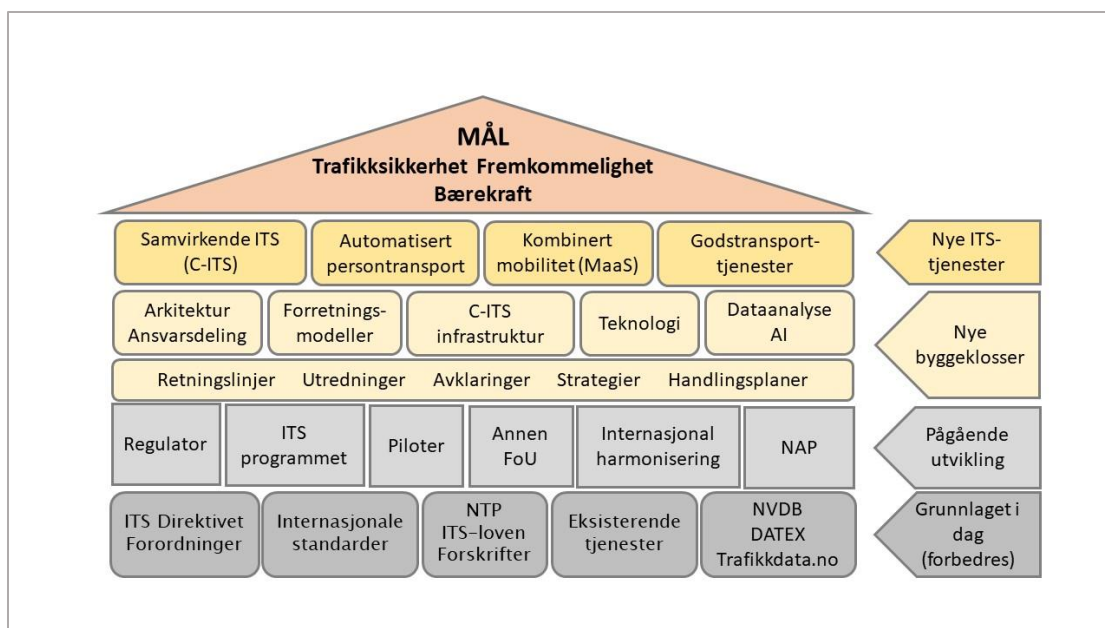 MÅL
Trafikksikkerhet Fremkommelighet
Bærekraft
Samvirkende ITS
(C-ITS)
Automatisert
persontransport
Kombinert
mobilitet (MaaS)
Godstransport-
tjenester
Nye ITS-
tjenester
Arkitektur
Ansvarsdeling
Forretnings-
modeller
C-ITS
infrastruktur
Teknologi
Dataanalyse
AI
Nye
byggeklosser
Retningslinjer Utredninger Avklaringer Strategier Handlingsplaner
Regulator
ITS
programmet
Piloter
Annen
FoU
Internasjonal
harmonisering
NAP
Pågående
utvikling
ITS Direktivet
Forordninger
Internasjonale
standarder
NTP
ITS-loven
Forskrifter
Eksisterende
tjenester
NVDB
DATEX
Trafikkdata.no
Grunnlaget i
dag
(forbedres)